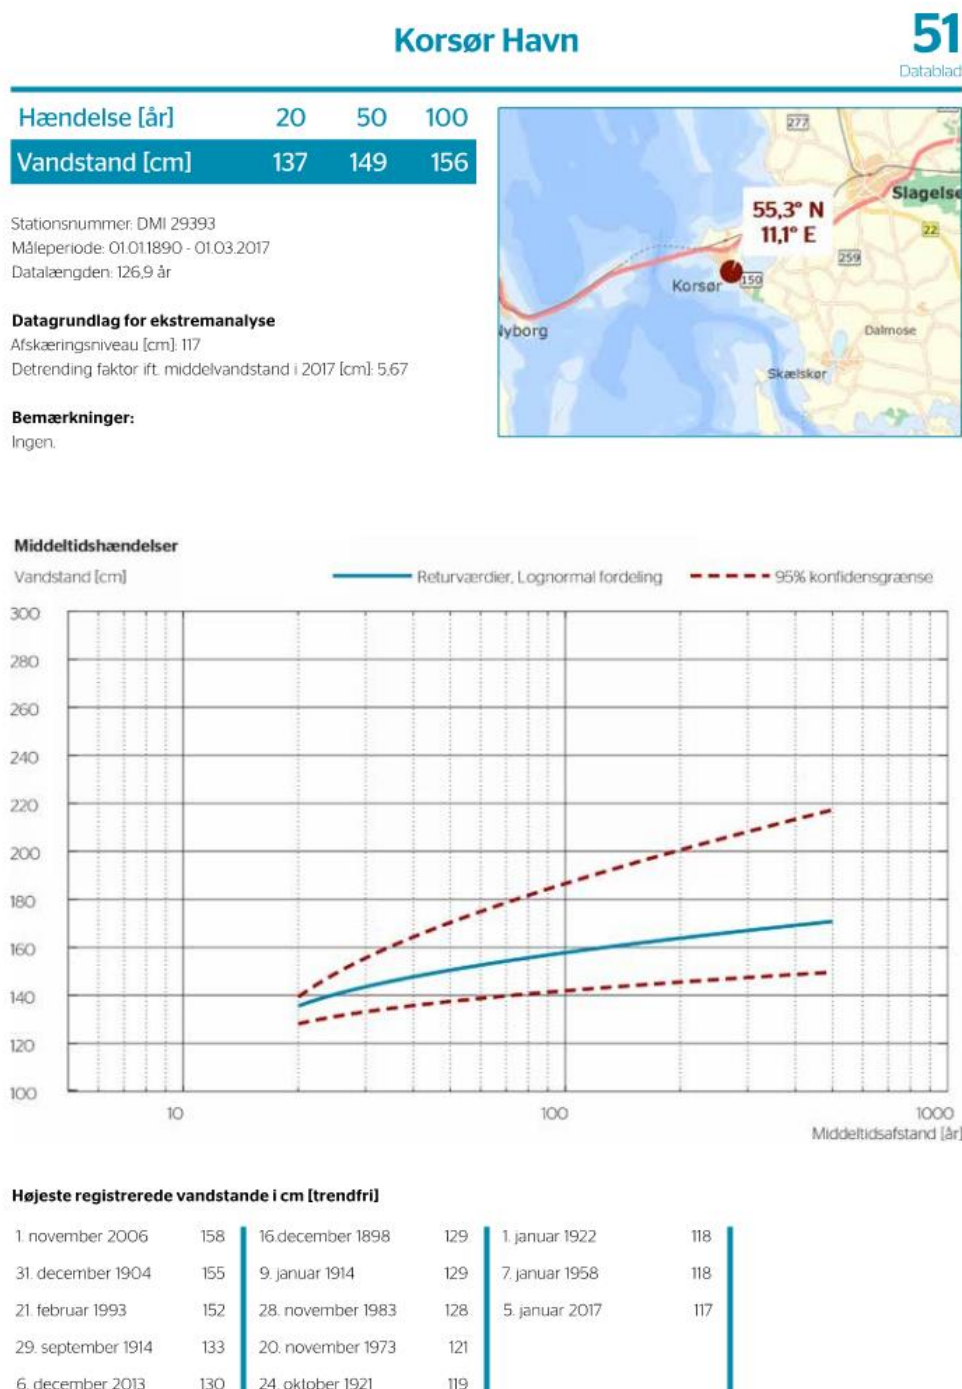 Korsør Havn
51
Datablad
Hændelse [år] 20 50 100
Vandstand [cm] 137 149 156
Stationsnummer: DMI 29393
Måleperiode: 01.01.1890 - 01.03.2017
Datalængden: 126,9 år
Datagrundlag for ekstremanalyse
Afskæringsniveau [cm]: 117
Detrending faktor ift. middelvandstand i 2017 [cm]: 5,67
Bemærkninger:
Ingen.
277
Slagelse
55,3° N
11,1° E
22
259
Korsør
150
Nyborg
Dalmose
Skælskør
Middeltidshændelser
Vandstand [cm]
Returværdier, Lognormal fordeling
95% konfidensgrænse
300
280
260
240
220
200
180
160
140
120
100
10 100 1000
Middeltidsafstand [år]
Højeste registrerede vandstande i cm [trendfri]
1. november 2006 158 16.december 1898 129 1. januar 1922 118
31. december 1904 155 9. januar 1914 129 7. januar 1958 118
21. februar 1993 152 28. november 1983 128 5. januar 2017 117
29. september 1914 133 20. november 1973 121
6. december 2013 130 24. oktober 1921 119